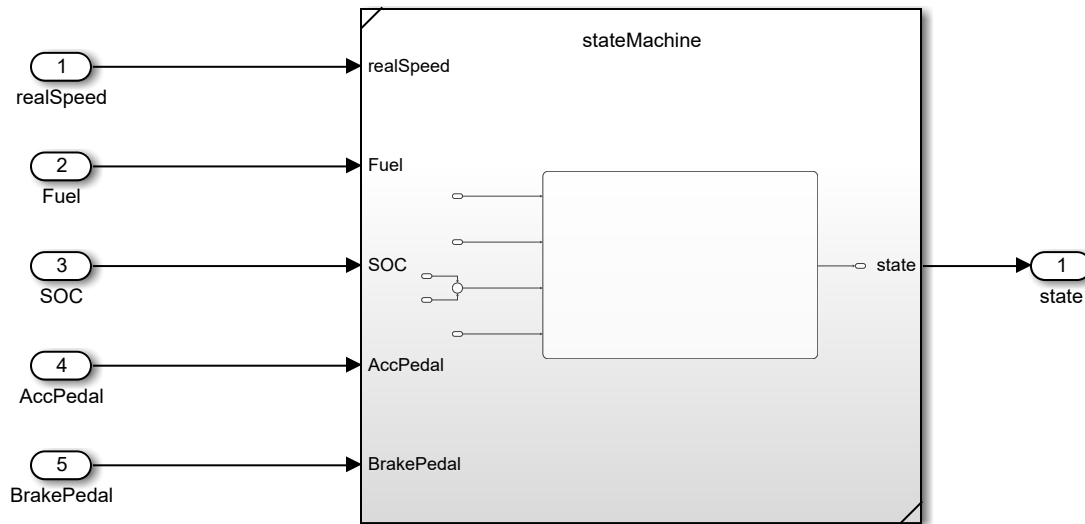 stateMachine
1
realSpeed
realSpeed
2
Fuel
Fuel
3
SOC
SOC
state
1
state
4
AccPedal
AccPedal
5
BrakePedal
BrakePedal